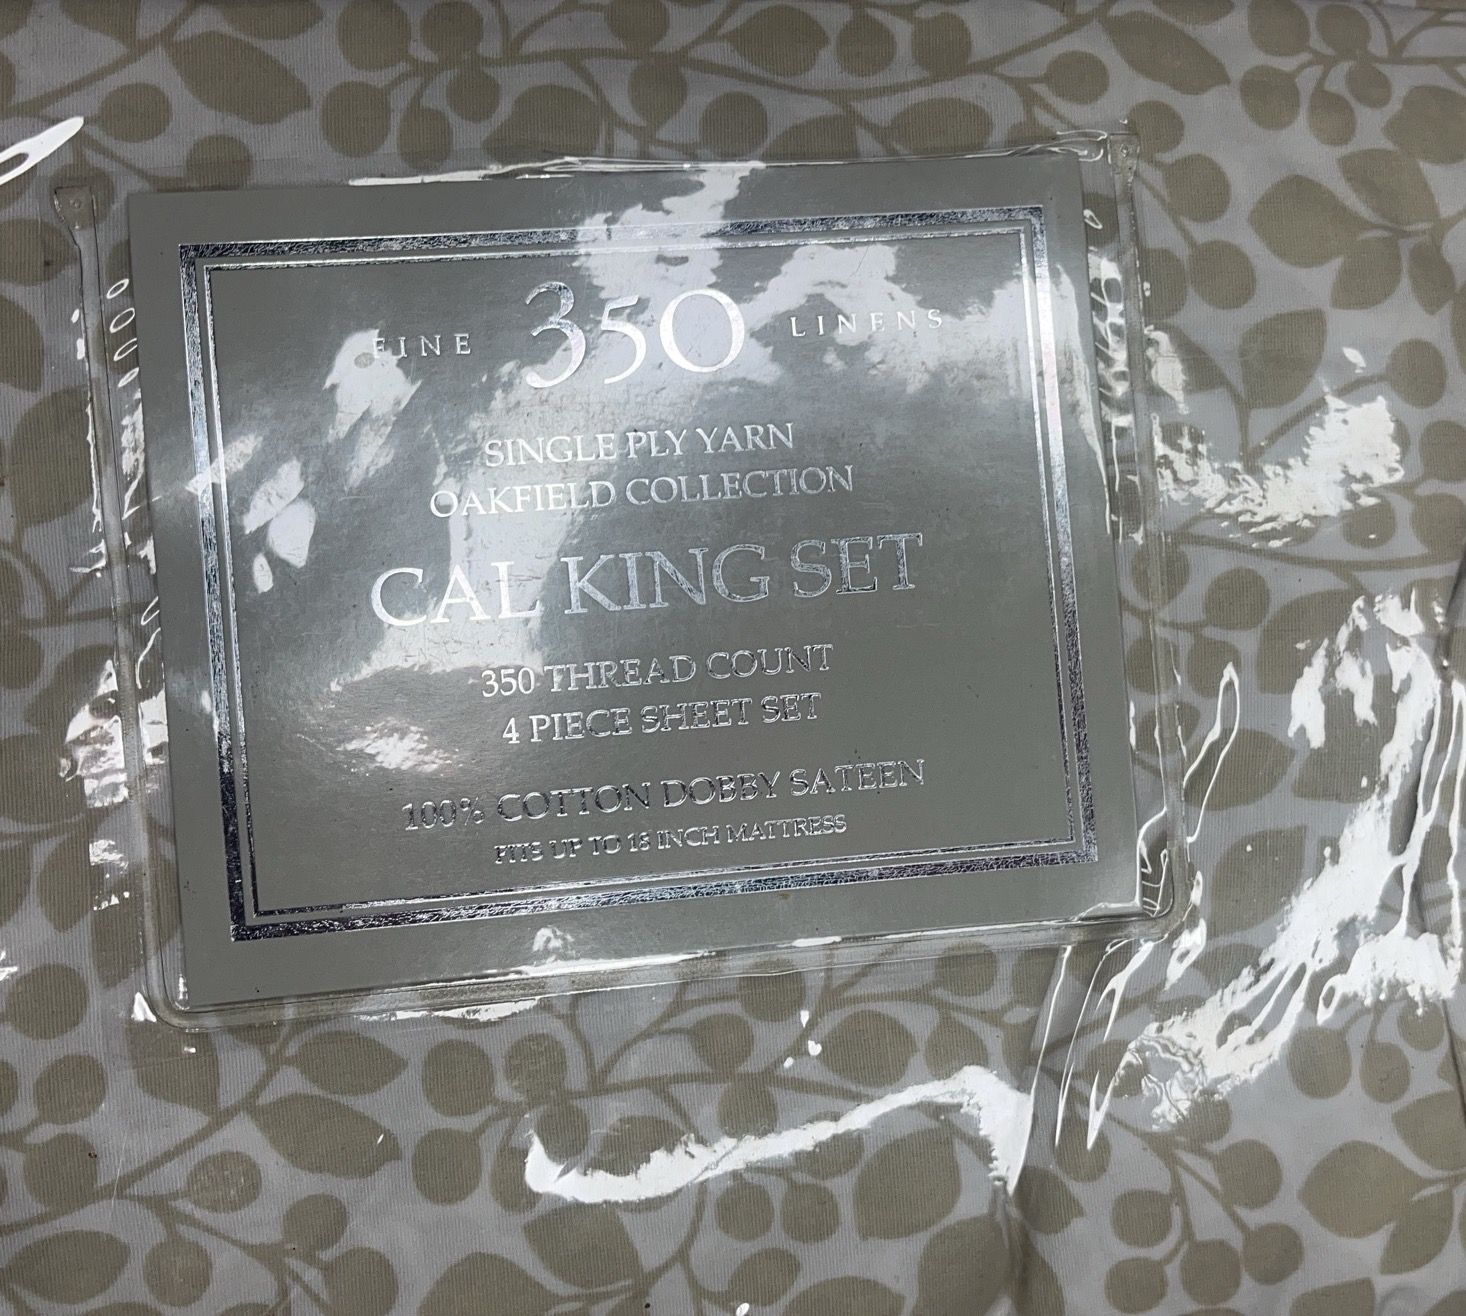 FINE 350 LINENS
SINGLE PLY YARN
OAKFIELD COLLECTION
CAL KING SET
350 THREAD COUNT
4 PIECE SHEET SET
100% COTTON DOBBY SATEEN
FITS UP TO 18 INCH MATTRESS